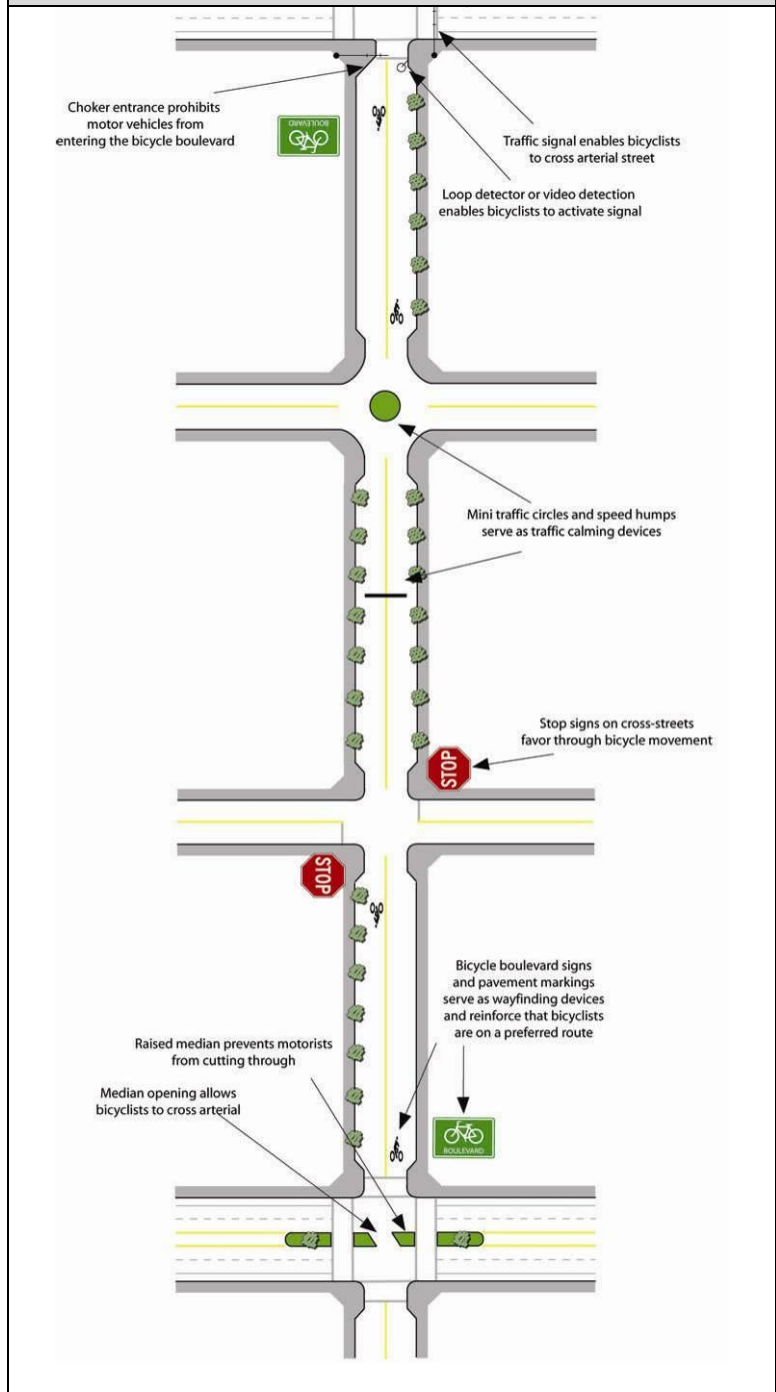 Choker entrance prohibits
motor vehicles from
entering the bicycle boulevard
BOULEVARD
Traffic signal enables bicyclists
to cross arterial street
Loop detector or video detection
enables bicyclists to activate signal
Mini traffic circles and speed humps
serve as traffic calming devices
Stop signs on cross-streets
favor through bicycle movement
STOP
STOP
Bicycle boulevard signs
and pavement markings
serve as wayfinding devices
and reinforce that bicyclists
are on a preferred route
Raised median prevents motorists
from cutting through
Median opening allows
bicyclists to cross arterial
BOULEVARD